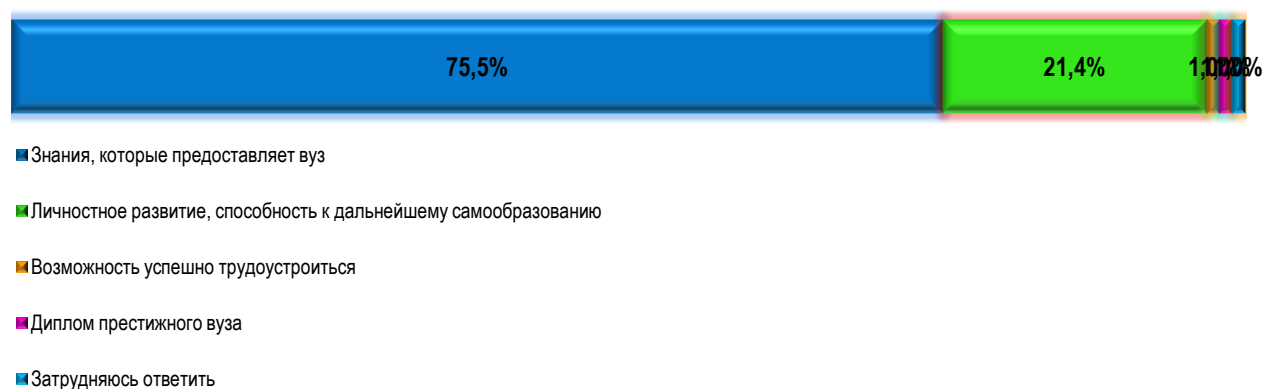 75,5%
21,4%
Знания, которые предоставляет вуз
Личностное развитие, способность к дальнейшему самообразованию
Возможность успешно трудоустроиться
Диплом престижного вуза
Затрудняюсь ответить